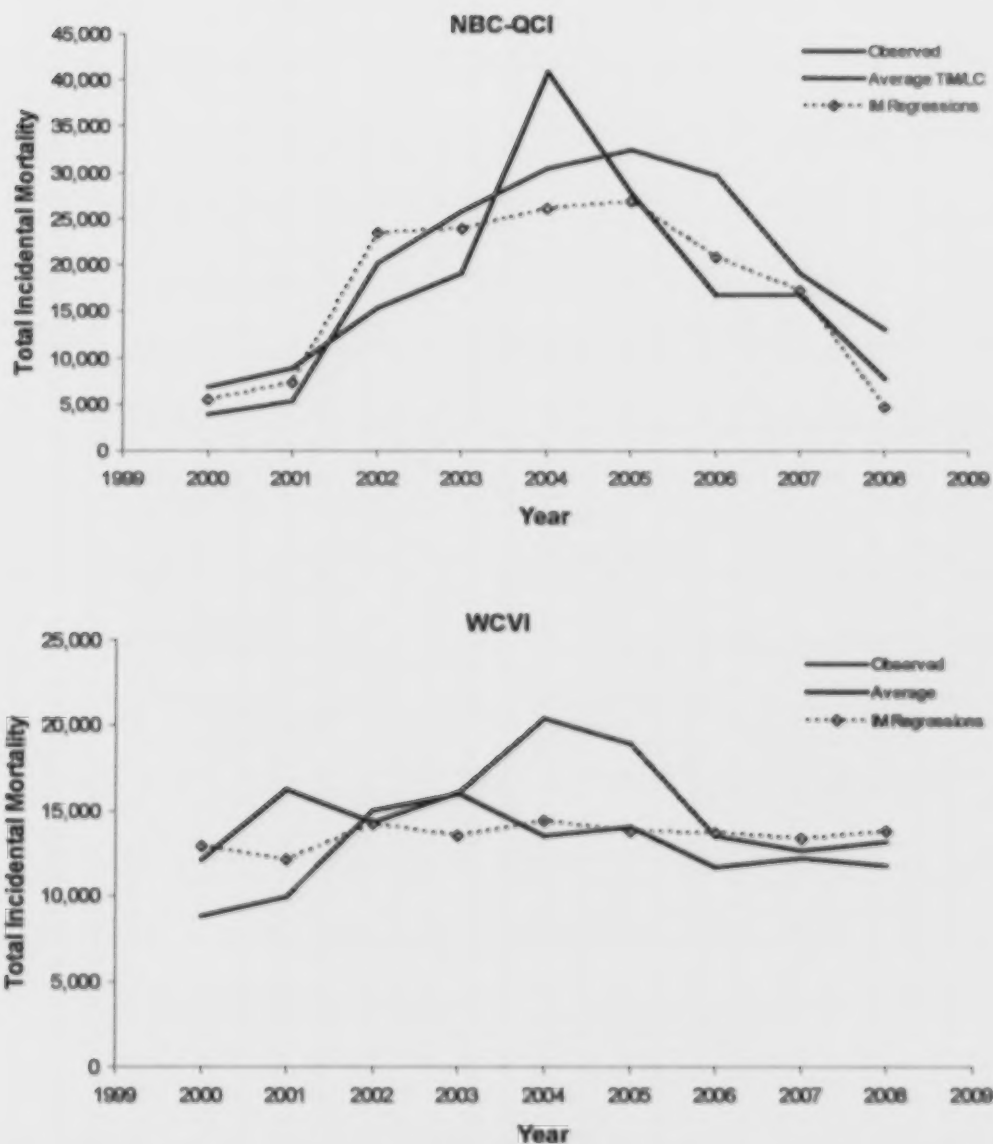 NBC-QCI
45,000
40,000
35,000
30,000
25,000
20,000
15,000
10,000
5,000
0
Total Incidental Mortality
Observed
Average TIM/LC
IM Regressions
1999 2000 2001 2002 2003 2004 2005 2006 2007 2008 2009
Year
WCVI
25,000
20,000
15,000
10,000
5,000
0
Total Incidental Mortality
Observed
Average
IM Regressions
1999 2000 2001 2002 2003 2004 2005 2006 2007 2008 2009
Year